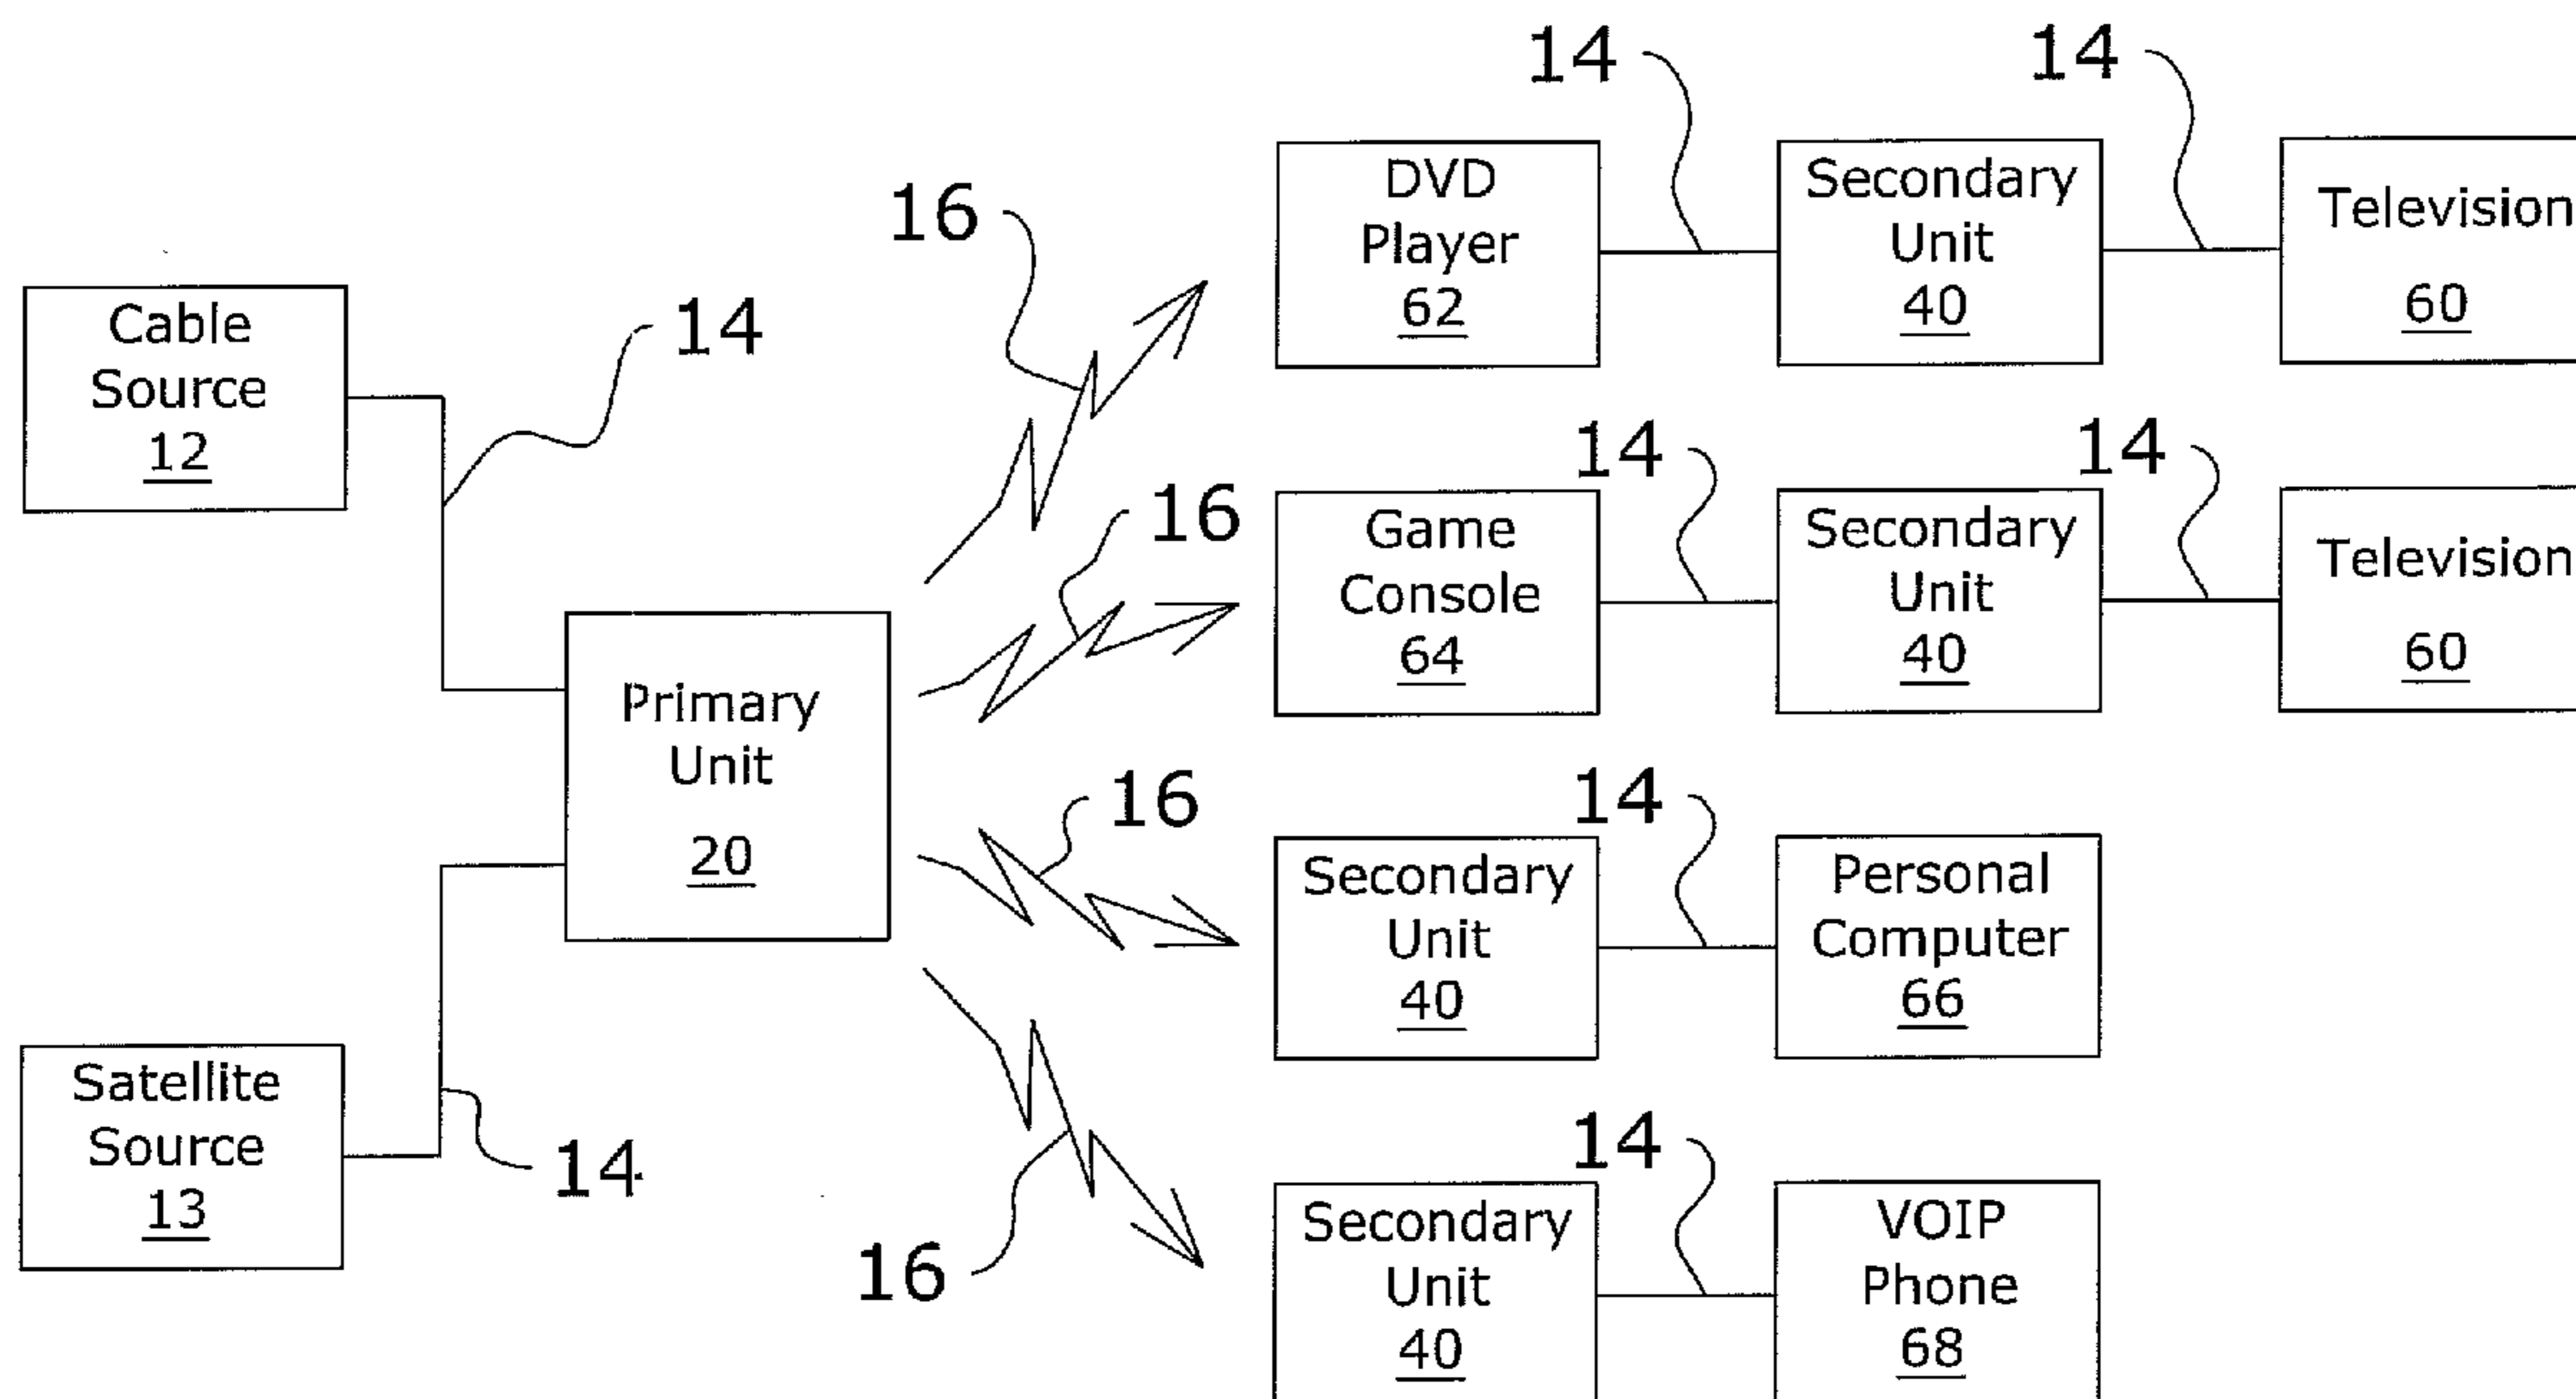 14
14
DVD
Player
62
Secondary
Unit
40
Television
60
16
Cable
Source
12
14
16
Game
Console
64
14
Secondary
Unit
40
14
Television
60
Primary
Unit
20
16
Secondary
Unit
40
14
Personal
Computer
66
Satellite
Source
13
14
16
Secondary
Unit
40
14
VOIP
Phone
68